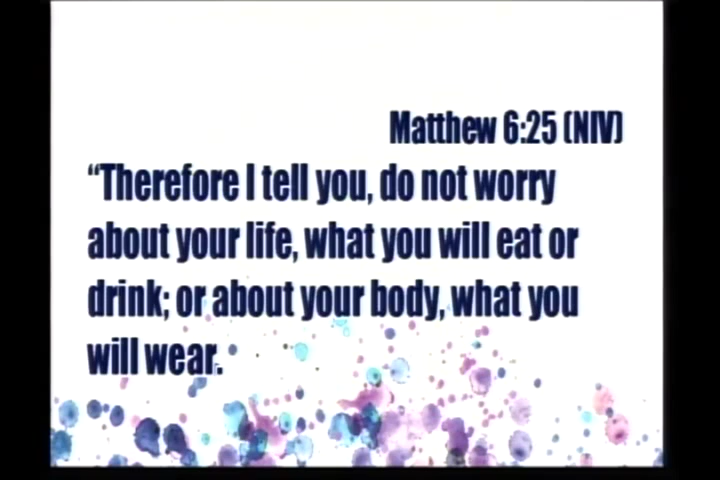 Matthew 6:25 (NIV)
“Therefore I tell you, do not worry
about your life, what you will eat or
drink; or about your body, what you
will wear.